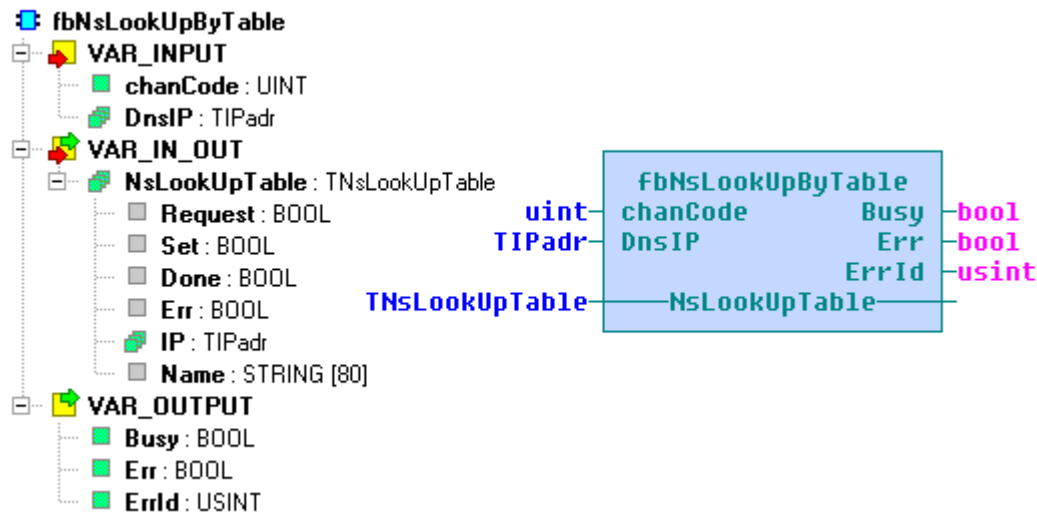 fbNsLookUpByTable
VAR_INPUT
chanCode : UINT
DnsIP : TIPadr
VAR_IN_OUT
NsLookUpTable : TNsLookUpTable
Request : BOOL
Set : BOOL
Done : BOOL
Err : BOOL
IP : TIPadr
Name : STRING [80]
VAR_OUTPUT
Busy : BOOL
Err : BOOL
ErrId : USINT
fbNsLookUpByTable
uint chanCode Busy bool
TIPadr DnsIP Err bool
ErrId usint
TNsLookUpTable NsLookUpTable